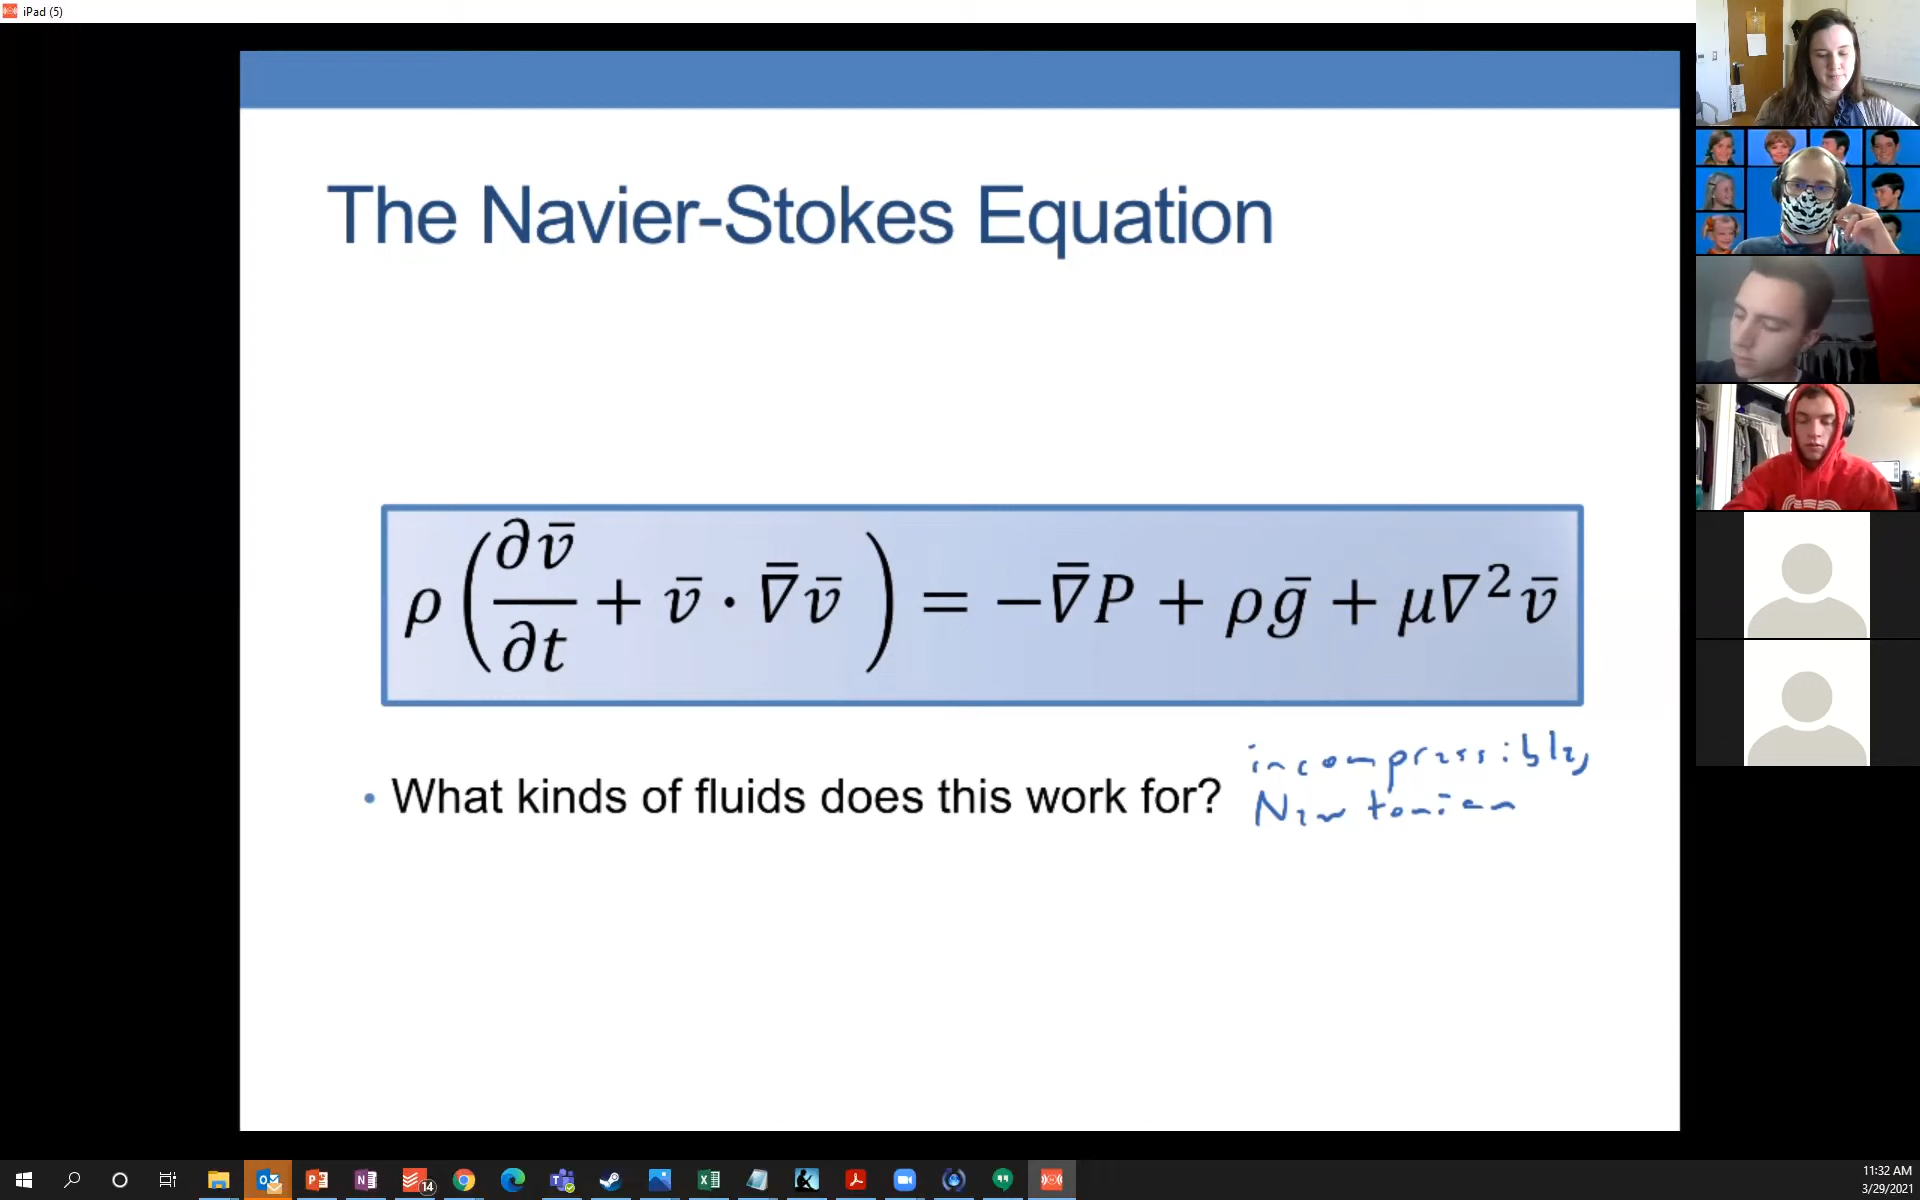 iPad (5)
The Navier-Stokes Equation
ρ(∂v̄/∂t + v̄ · ∇̿v̄) = −∇̿P + ρḡ + μ∇²v̄
• What kinds of fluids does this work for?
incompressible,
Newtonian
14
11:32 AM
3/29/2021